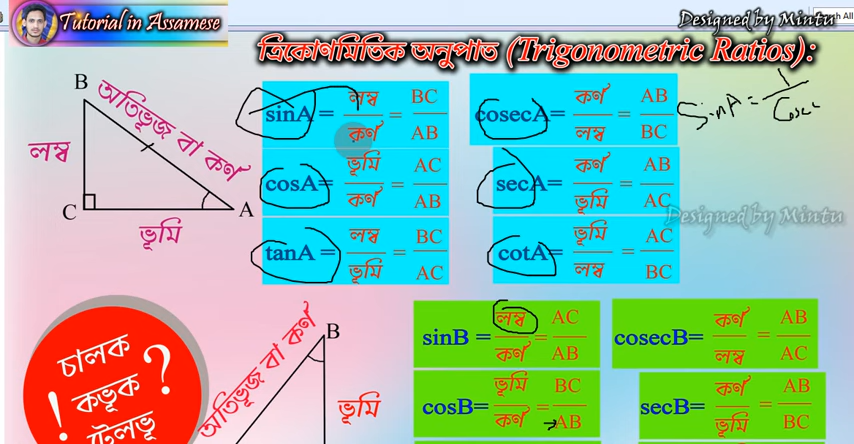 Tutorial in Assamese
Designed by Mintu
ত্ৰিকোণমিতিক অনুপাত (Trigonometric Ratios):
B
অতিভূজ বা কৰ্ণ
লম্ব
C
A
ভূমি
sinA = লম্ব / কৰ্ণ = BC / AB
cosecA = কৰ্ণ / লম্ব = AB / BC
SinA = 1 / Cosec
cosA = ভূমি / কৰ্ণ = AC / AB
secA = কৰ্ণ / ভূমি = AB / AC
Designed by Mintu
tanA = লম্ব / ভূমি = BC / AC
cotA = ভূমি / লম্ব = AC / BC
চালক
কভূক
টেলভূ
! ?
অতিভূজ বা কৰ্ণ
B
ভূমি
sinB = লম্ব / কৰ্ণ = AC / AB
cosecB = কৰ্ণ / লম্ব = AB / AC
cosB = ভূমি / কৰ্ণ = BC / AB
secB = কৰ্ণ / ভূমি = AB / BC